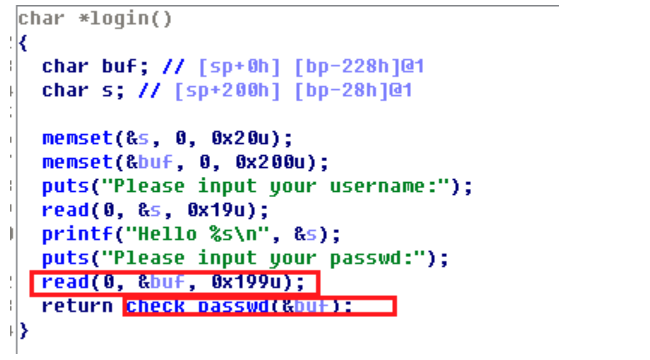 char *login()
{
char buf; // [sp+0h] [bp-228h]@1
char s; // [sp+200h] [bp-28h]@1
memset(&s, 0, 0x20u);
memset(&buf, 0, 0x200u);
puts("Please input your username:");
read(0, &s, 0x19u);
printf("Hello %s\n", &s);
puts("Please input your passwd:");
read(0, &buf, 0x199u);
return check_passwd(&buf);
}